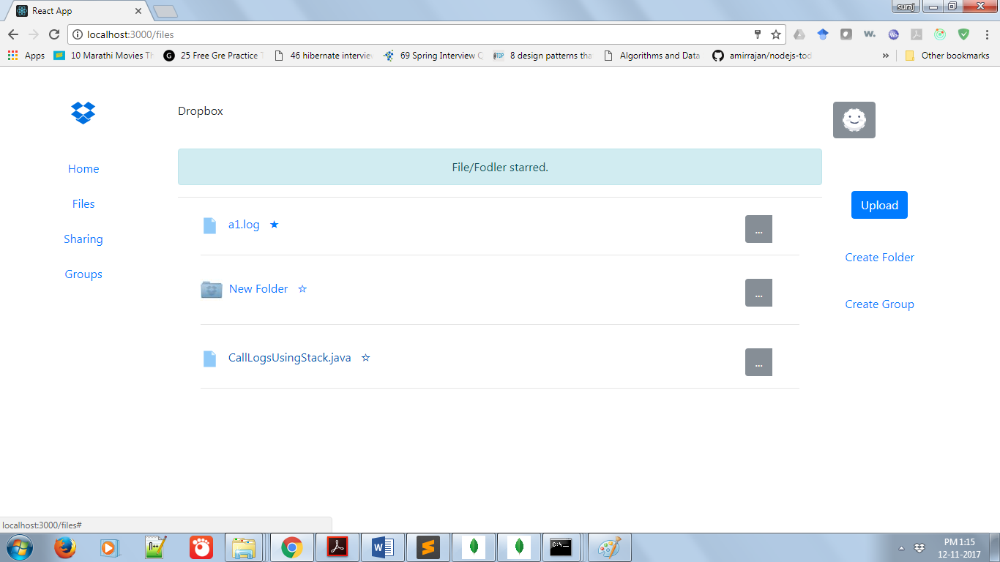 React App
suraj
localhost:3000/files
Apps
10 Marathi Movies Th
25 Free Gre Practice T
46 hibernate interview
69 Spring Interview Q
8 design patterns tha
Algorithms and Data
amirrajan/nodejs-tod
»
Other bookmarks
Dropbox
File/Fodler starred.
Home
Files
Sharing
Groups
a1.log ★
...
New Folder ☆
...
CallLogsUsingStack.java ☆
...
Upload
Create Folder
Create Group
localhost:3000/files#
PM 1:15
12-11-2017